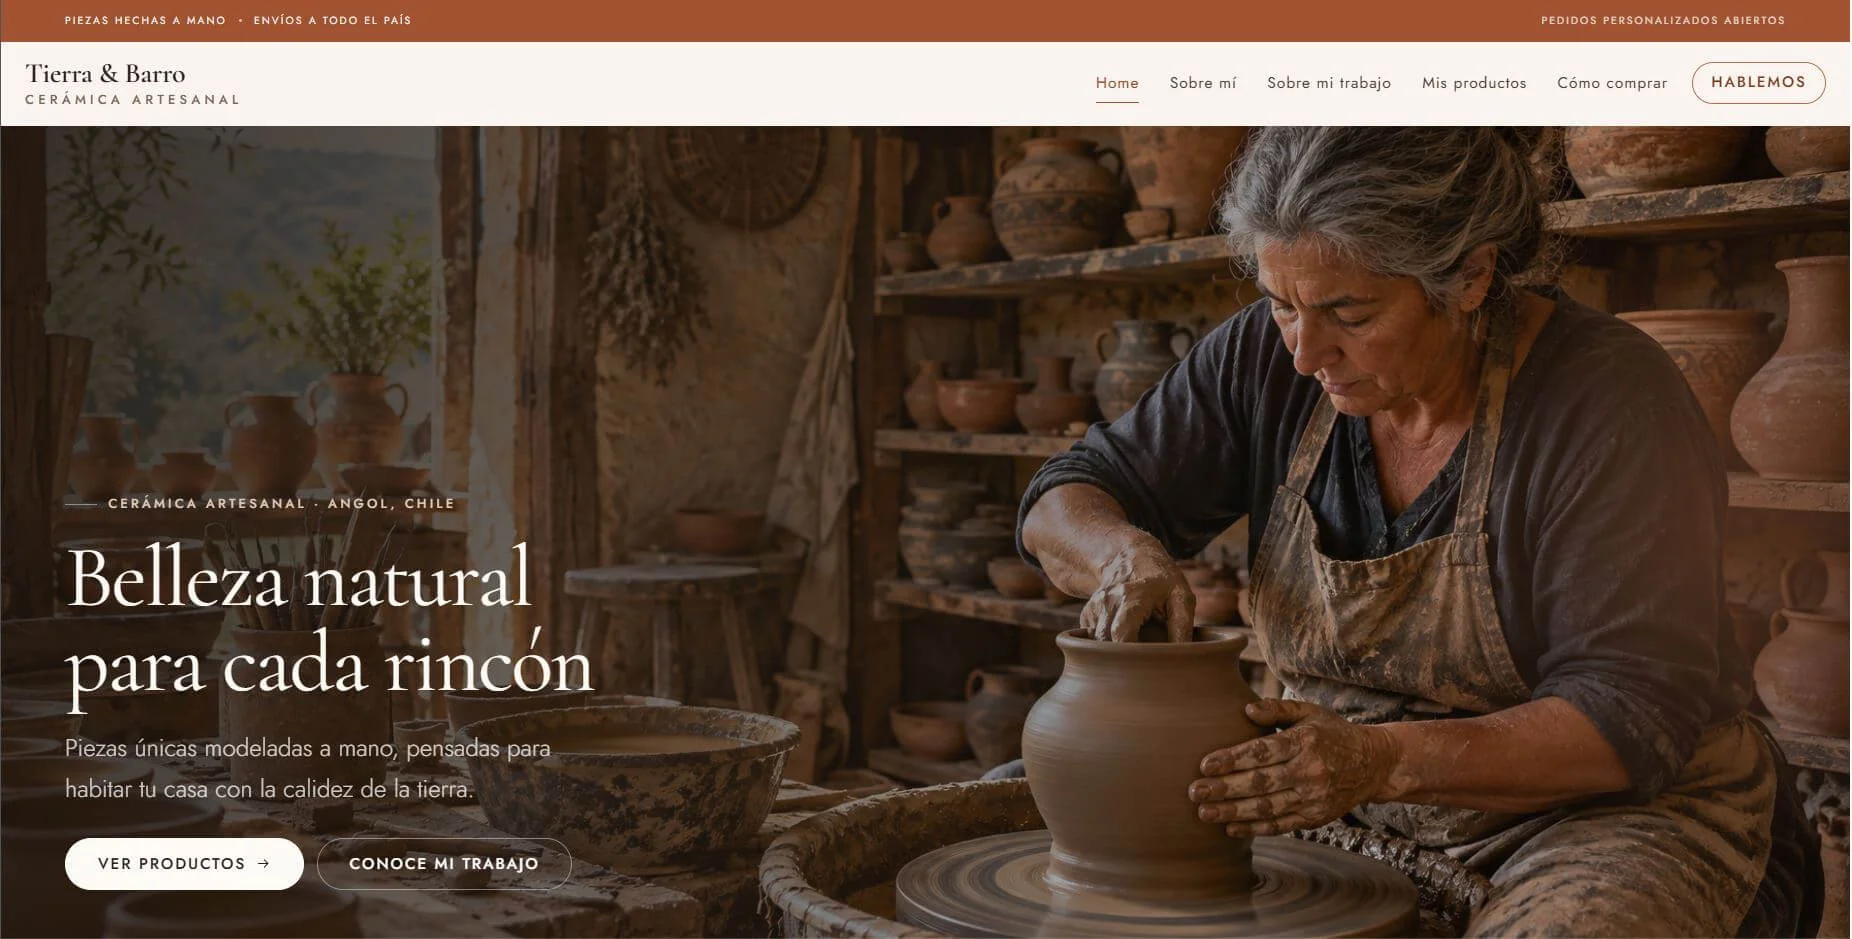 PIEZAS HECHAS A MANO • ENVÍOS A TODO EL PAÍS
PEDIDOS PERSONALIZADOS ABIERTOS
Tierra & Barro
CERÁMICA ARTESANAL
Home
Sobre mí
Sobre mi trabajo
Mis productos
Cómo comprar
HABLEMOS
CERÁMICA ARTESANAL · ANGOL, CHILE
Belleza natural
para cada rincón
Piezas únicas modeladas a mano, pensadas para
habitar tu casa con la calidez de la tierra.
VER PRODUCTOS →
CONOCE MI TRABAJO